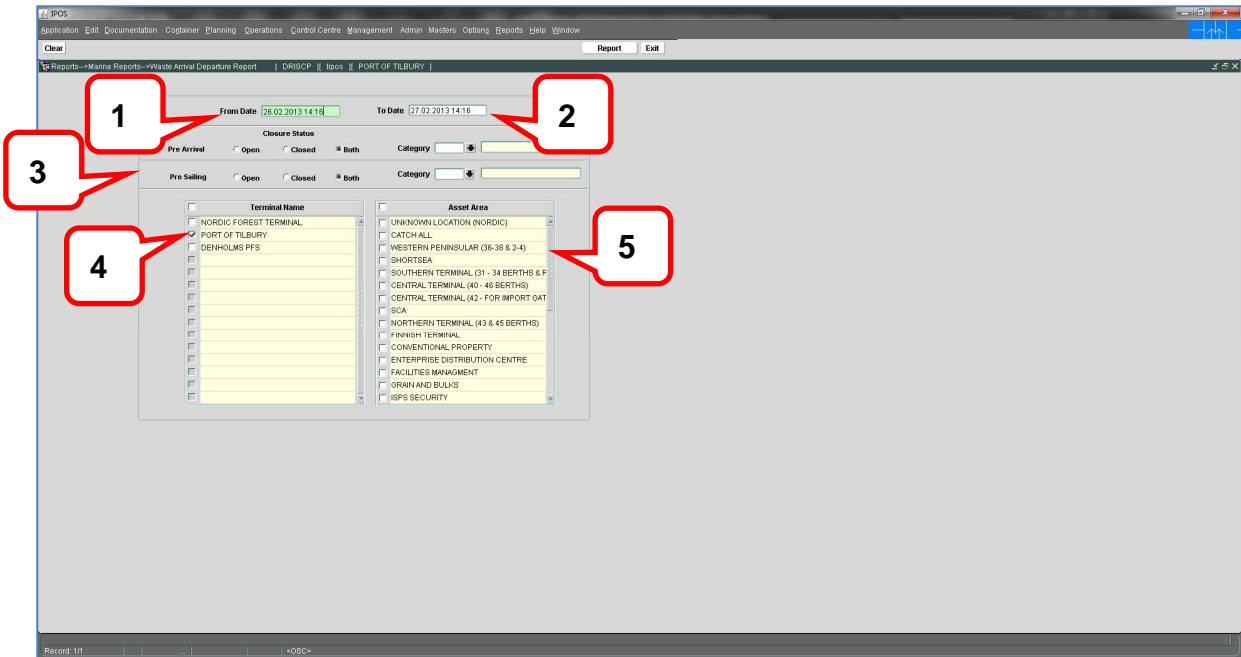 IPOS
Application Edit Documentation Container Planning Operations Control Centre Management Admin Masters Options Reports Help Window
Clear Report Exit
Reports-->Marine Reports-->Waste Arrival Departure Report [ DRISCP ][ tipos ][ PORT OF TILBURY ]
1
From Date 26.02.2013 14:16 To Date 27.02.2013 14:16
2
Closure Status
Pre Arrival Open Closed Both Category
3
Pre Sailing Open Closed Both Category
Terminal Name Asset Area
NORDIC FOREST TERMINAL UNKNOWN LOCATION (NORDIC)
PORT OF TILBURY CATCH ALL
DENHOLMS PFS WESTERN PENINSULAR (36-38 & 2-4)
4
5
SHORTSEA
SOUTHERN TERMINAL (31 - 34 BERTHS & F
CENTRAL TERMINAL (40 - 46 BERTHS)
CENTRAL TERMINAL (42 - FOR IMPORT GAT
SCA
NORTHERN TERMINAL (43 & 45 BERTHS)
FINNISH TERMINAL
CONVENTIONAL PROPERTY
ENTERPRISE DISTRIBUTION CENTRE
FACILITIES MANAGMENT
GRAIN AND BULKS
ISPS SECURITY
Record: 1/1 ... <OSC>